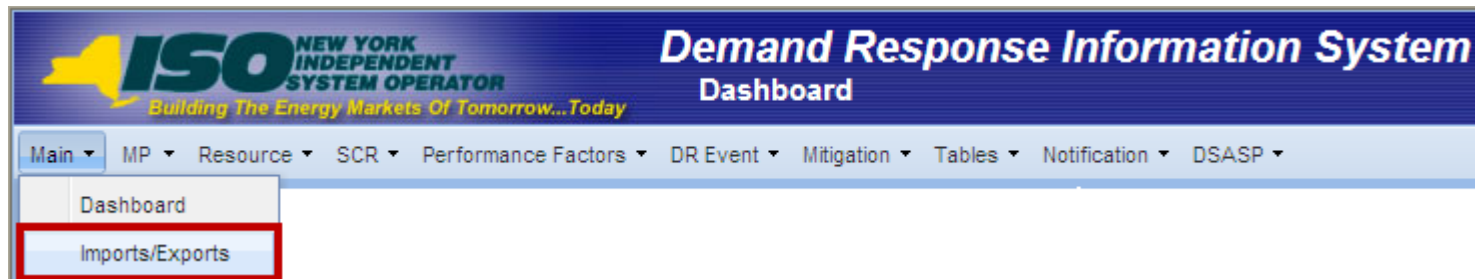 ISO NEW YORK
INDEPENDENT
SYSTEM OPERATOR
Building The Energy Markets Of Tomorrow...Today
Demand Response Information System
Dashboard
Main MP Resource SCR Performance Factors DR Event Mitigation Tables Notification DSASP
Dashboard
Imports/Exports